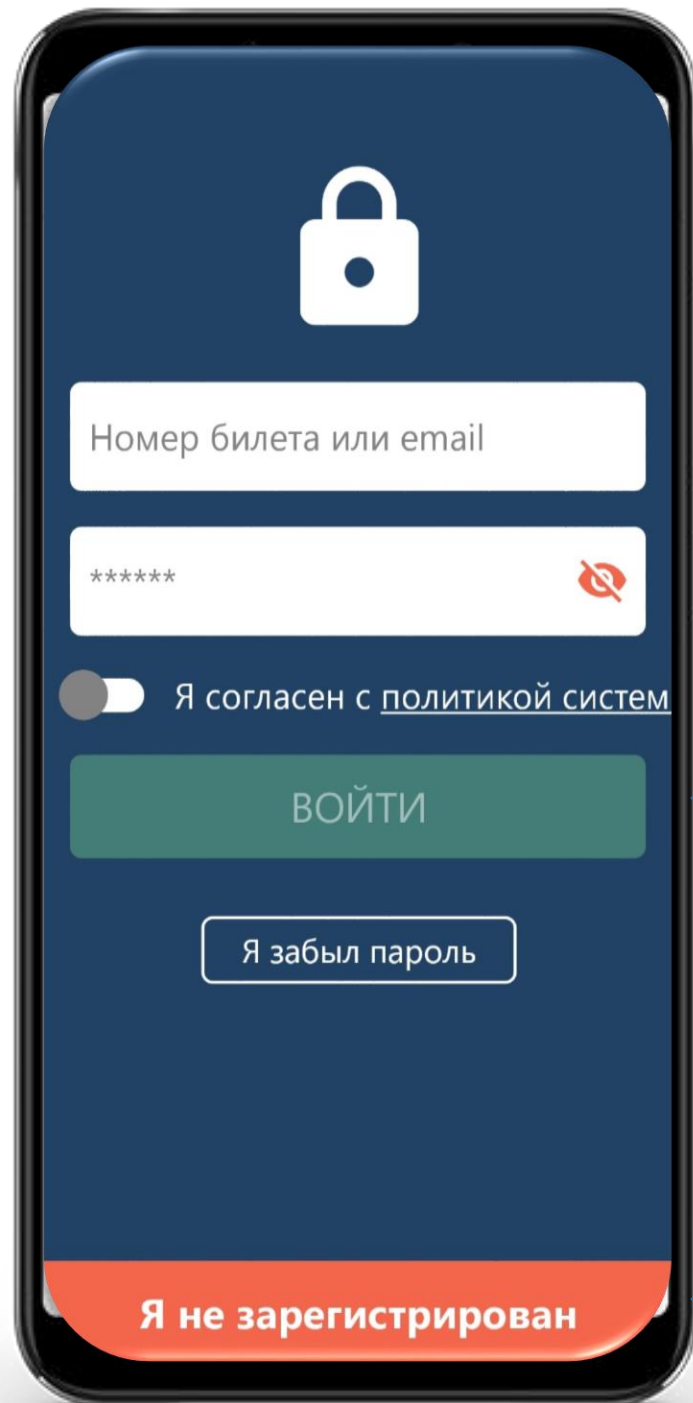 Номер билета или email
******
Я согласен с политикой систем
ВОЙТИ
Я забыл пароль
Я не зарегистрирован